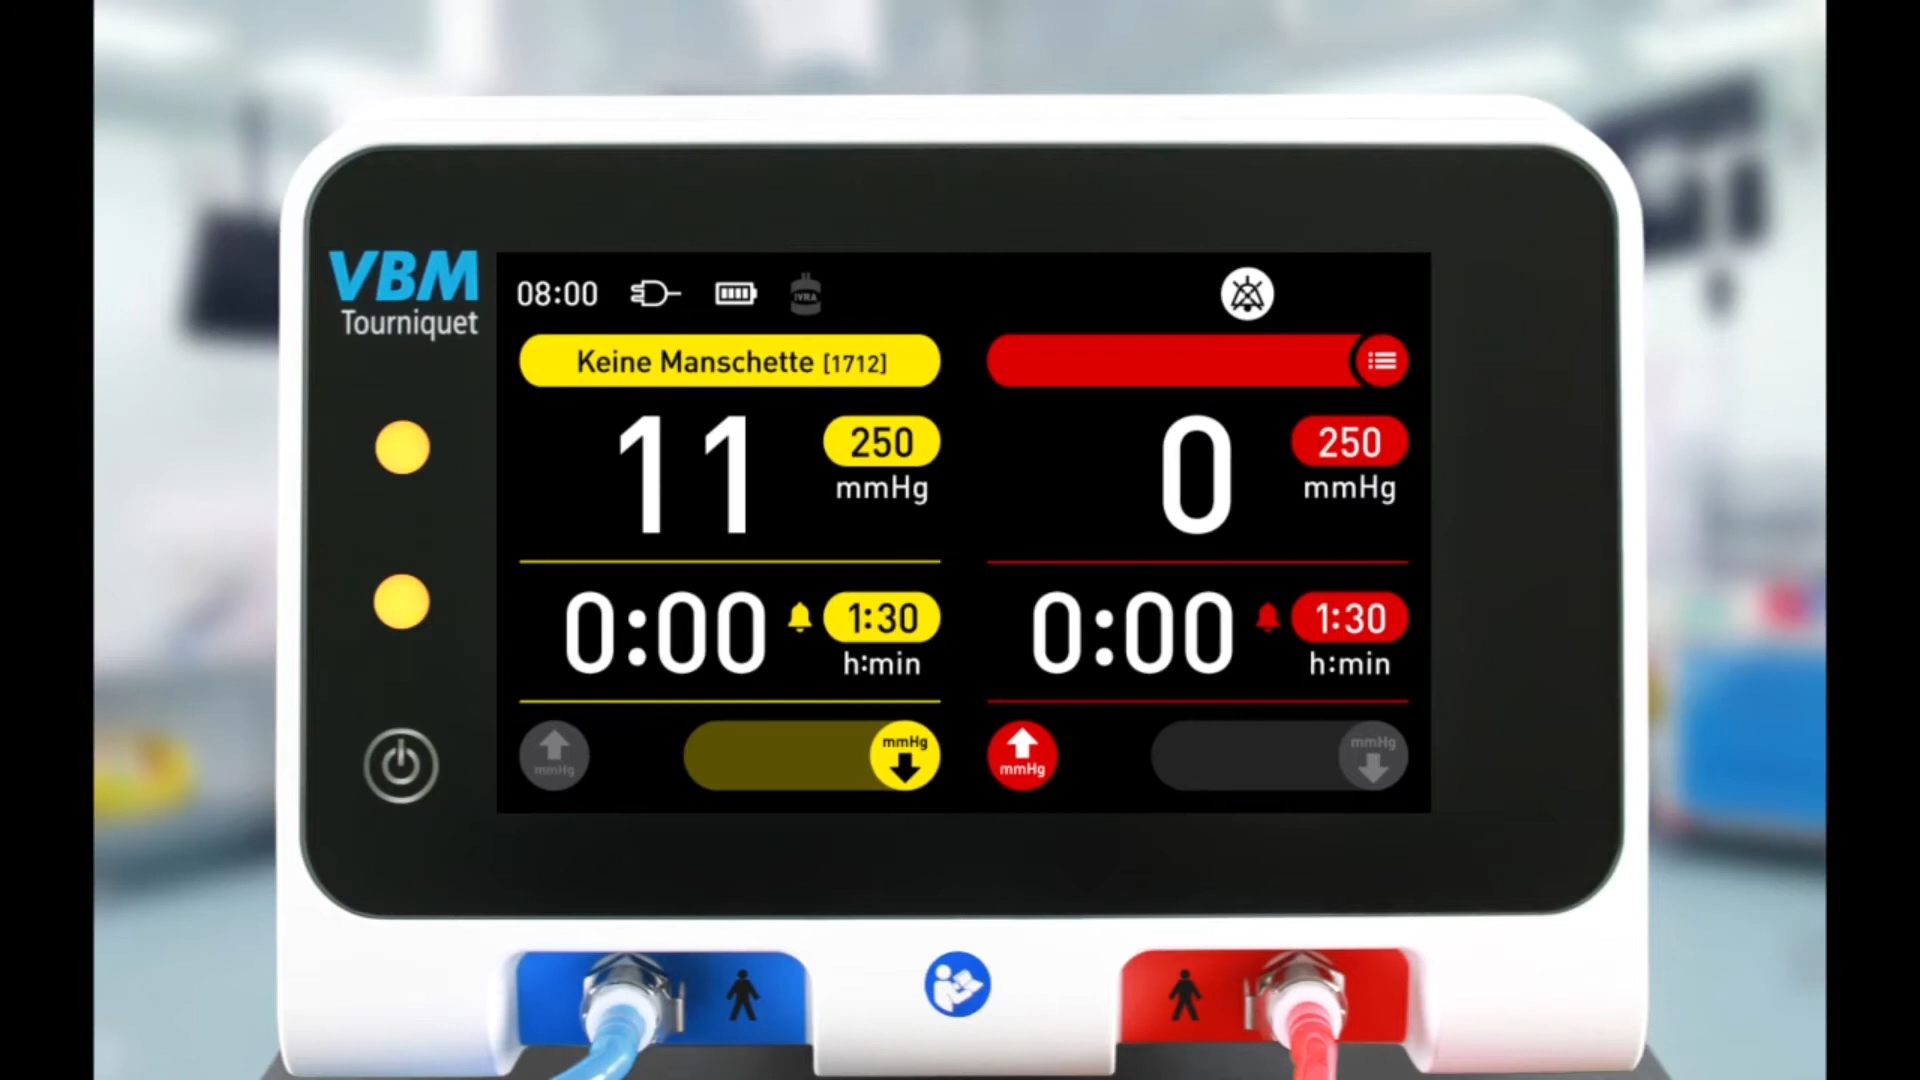 VBM
Tourniquet
08:00
IVRA
Keine Manschette [1712]
11
250
mmHg
0
250
mmHg
0:00
1:30
h:min
0:00
1:30
h:min
mmHg
mmHg
mmHg
mmHg